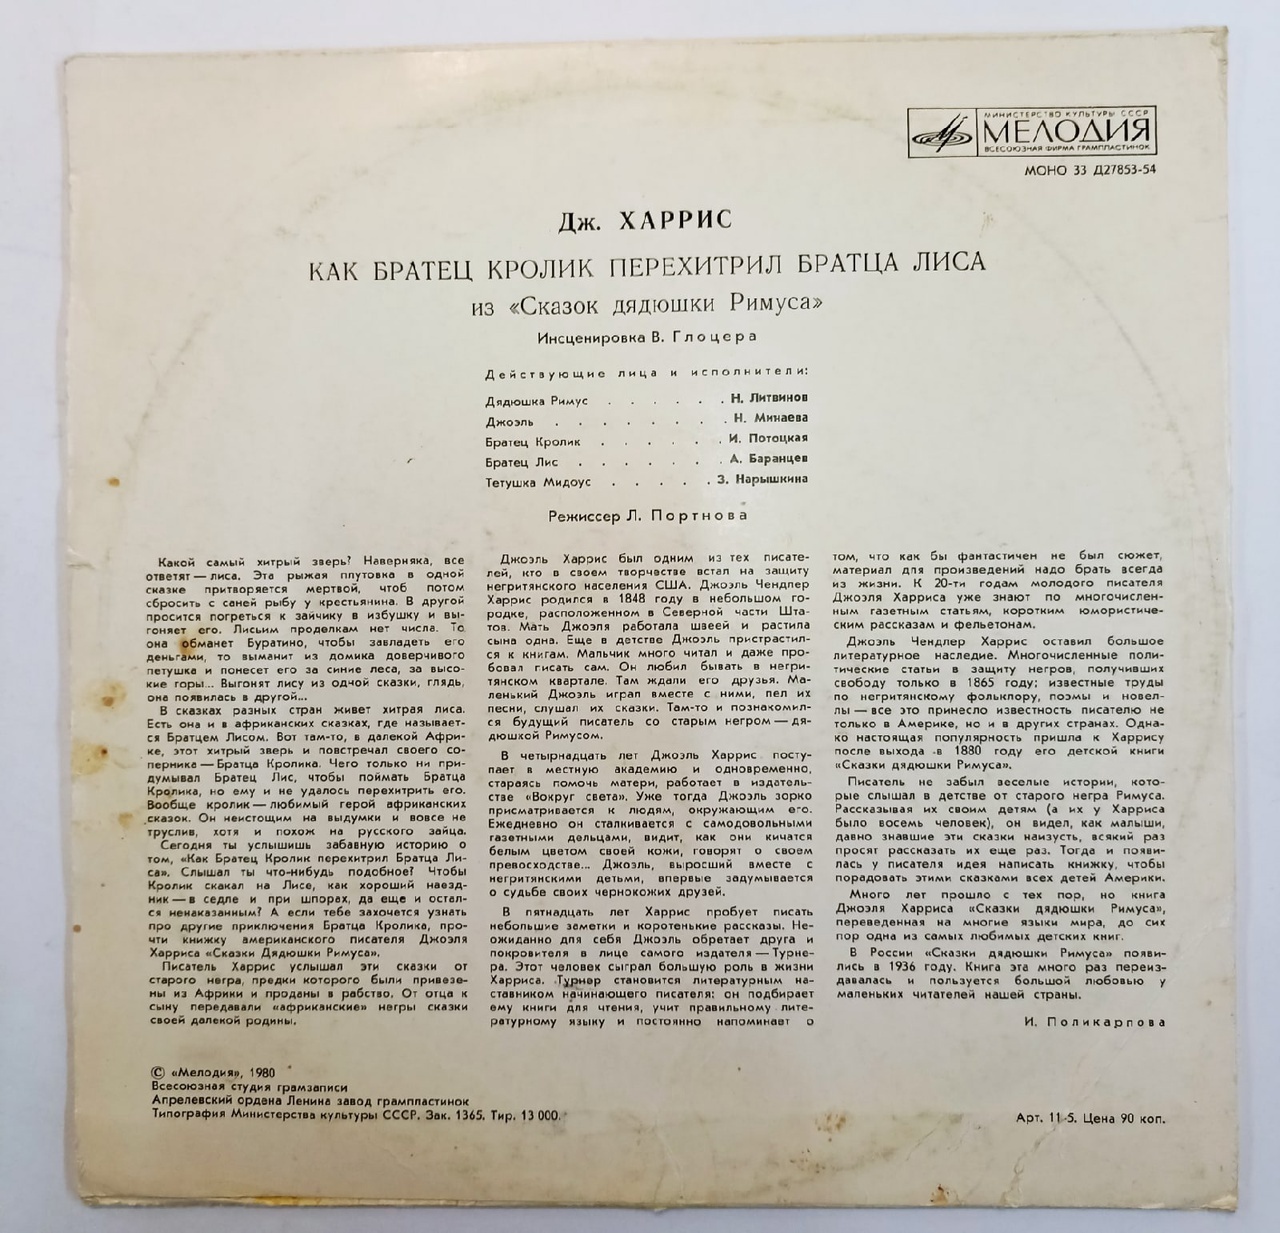 МИНИСТЕРСТВО КУЛЬТУРЫ СССР
МЕЛОДИЯ
ВСЕСОЮЗНАЯ ФИРМА ГРАМПЛАСТИНОК
МОНО 33 Д27853-54
Дж. ХАРРИС
КАК БРАТЕЦ КРОЛИК ПЕРЕХИТРИЛ БРАТЦА ЛИСА
из «Сказок дядюшки Римуса»
Инсценировка В. Глоцера
Действующие лица и исполнители:
Дядюшка Римус . . . . . . Н. Литвинов
Джоэль . . . . . . . . Н. Минаева
Братец Кролик . . . . . . И. Потоцкая
Братец Лис . . . . . . . А. Баранцев
Тетушка Мидоус . . . . . З. Нарышкина
Режиссер Л. Портнова
Какой самый хитрый зверь? Наверняка, все
ответят — лиса. Эта рыжая плутовка в одной
сказке притворяется мертвой, чтоб потом
сбросить с саней рыбу у крестьянина. В другой
просится погреться к зайчику в избушку и вы-
гоняет его. Лисьим проделкам нет числа. То
она обманет Буратино, чтобы завладеть его
деньгами, то выманит из домика доверчивого
петушка и понесет его за синие леса, за высо-
кие горы... Выгонят лису из одной сказки, глядь,
она появилась в другой...
В сказках разных стран живет хитрая лиса.
Есть она и в африканских сказках, где называет-
ся Братцем Лисом. Вот там-то, в далекой Афри-
ке, этот хитрый зверь и повстречал своего со-
перника — Братца Кролика. Чего только ни при-
думывал Братец Лис, чтобы поймать Братца
Кролика, но ему и не удалось перехитрить его.
Вообще кролик — любимый герой африканских
сказок. Он неистощим на выдумки и вовсе не
труслив, хотя и похож на русского зайца.
Сегодня ты услышишь забавную историю о
том, «Как Братец Кролик перехитрил Братца Ли-
са». Слышал ты что-нибудь подобное? Чтобы
Кролик скакал на Лисе, как хороший наезд-
ник — в седле и при шпорах, да еще и остал-
ся ненаказанным? А если тебе захочется узнать
про другие приключения Братца Кролика, про-
чти книжку американского писателя Джоэля
Харриса «Сказки Дядюшки Римуса».
Писатель Харрис услышал эти сказки от
старого негра, предки которого были привезе-
ны из Африки и проданы в рабство. От отца к
сыну передавали «африканские» негры сказки
своей далекой родины.
Джоэль Харрис был одним из тех писате-
лей, кто в своем творчестве встал на защиту
негритянского населения США. Джоэль Чендлер
Харрис родился в 1848 году в небольшом го-
родке, расположенном в Северной части Шта-
тов. Мать Джоэля работала швеей и растила
сына одна. Еще в детстве Джоэль пристрастил-
ся к книгам. Мальчик много читал и даже про-
бовал писать сам. Он любил бывать в негри-
тянском квартале. Там ждали его друзья. Ма-
ленький Джоэль играл вместе с ними, пел их
песни, слушал их сказки. Там-то и познакомил-
ся будущий писатель со старым негром — дя-
дюшкой Римусом.
В четырнадцать лет Джоэль Харрис посту-
пает в местную академию и одновременно,
стараясь помочь матери, работает в издатель-
стве «Вокруг света». Уже тогда Джоэль зорко
присматривается к людям, окружающим его.
Ежедневно он сталкивается с самодовольными
газетными дельцами, видит, как они кичатся
белым цветом своей кожи, говорят о своем
превосходстве... Джоэль, выросший вместе с
негритянскими детьми, впервые задумывается
о судьбе своих чернокожих друзей.
В пятнадцать лет Харрис пробует писать
небольшие заметки и коротенькие рассказы. Не-
ожиданно для себя Джоэль обретает друга и
покровителя в лице самого издателя — Турне-
ра. Этот человек сыграл большую роль в жизни
Харриса. Турнер становится литературным на-
ставником начинающего писателя: он подбирает
ему книги для чтения, учит правильному лите-
ратурному языку и постоянно напоминает о
том, что как бы фантастичен не был сюжет,
материал для произведений надо брать всегда
из жизни. К 20-ти годам молодого писателя
Джоэля Харриса уже знают по многочислен-
ным газетным статьям, коротким юмористиче-
ским рассказам и фельетонам.
Джоэль Чендлер Харрис оставил большое
литературное наследие. Многочисленные поли-
тические статьи в защиту негров, получивших
свободу только в 1865 году; известные труды
по негритянскому фольклору, поэмы и новел-
лы — все это принесло известность писателю не
только в Америке, но и в других странах. Одна-
ко настоящая популярность пришла к Харрису
после выхода в 1880 году его детской книги
«Сказки дядюшки Римуса».
Писатель не забыл веселые истории, кото-
рые слышал в детстве от старого негра Римуса.
Рассказывая их своим детям (а их у Харриса
было восемь человек), он видел, как малыши,
давно знавшие эти сказки наизусть, всякий раз
просят рассказать их еще раз. Тогда и появи-
лась у писателя идея написать книжку, чтобы
порадовать этими сказками всех детей Америки.
Много лет прошло с тех пор, но книга
Джоэля Харриса «Сказки дядюшки Римуса»,
переведенная на многие языки мира, до сих
пор одна из самых любимых детских книг.
В России «Сказки дядюшки Римуса» появи-
лись в 1936 году. Книга эта много раз переиз-
давалась и пользуется большой любовью у
маленьких читателей нашей страны.
И. Поликарпова
© «Мелодия», 1980
Всесоюзная студия грамзаписи
Апрелевский ордена Ленина завод грампластинок
Типография Министерства культуры СССР. Зак. 1365. Тир. 13 000.
Арт. 11-5. Цена 90 коп.